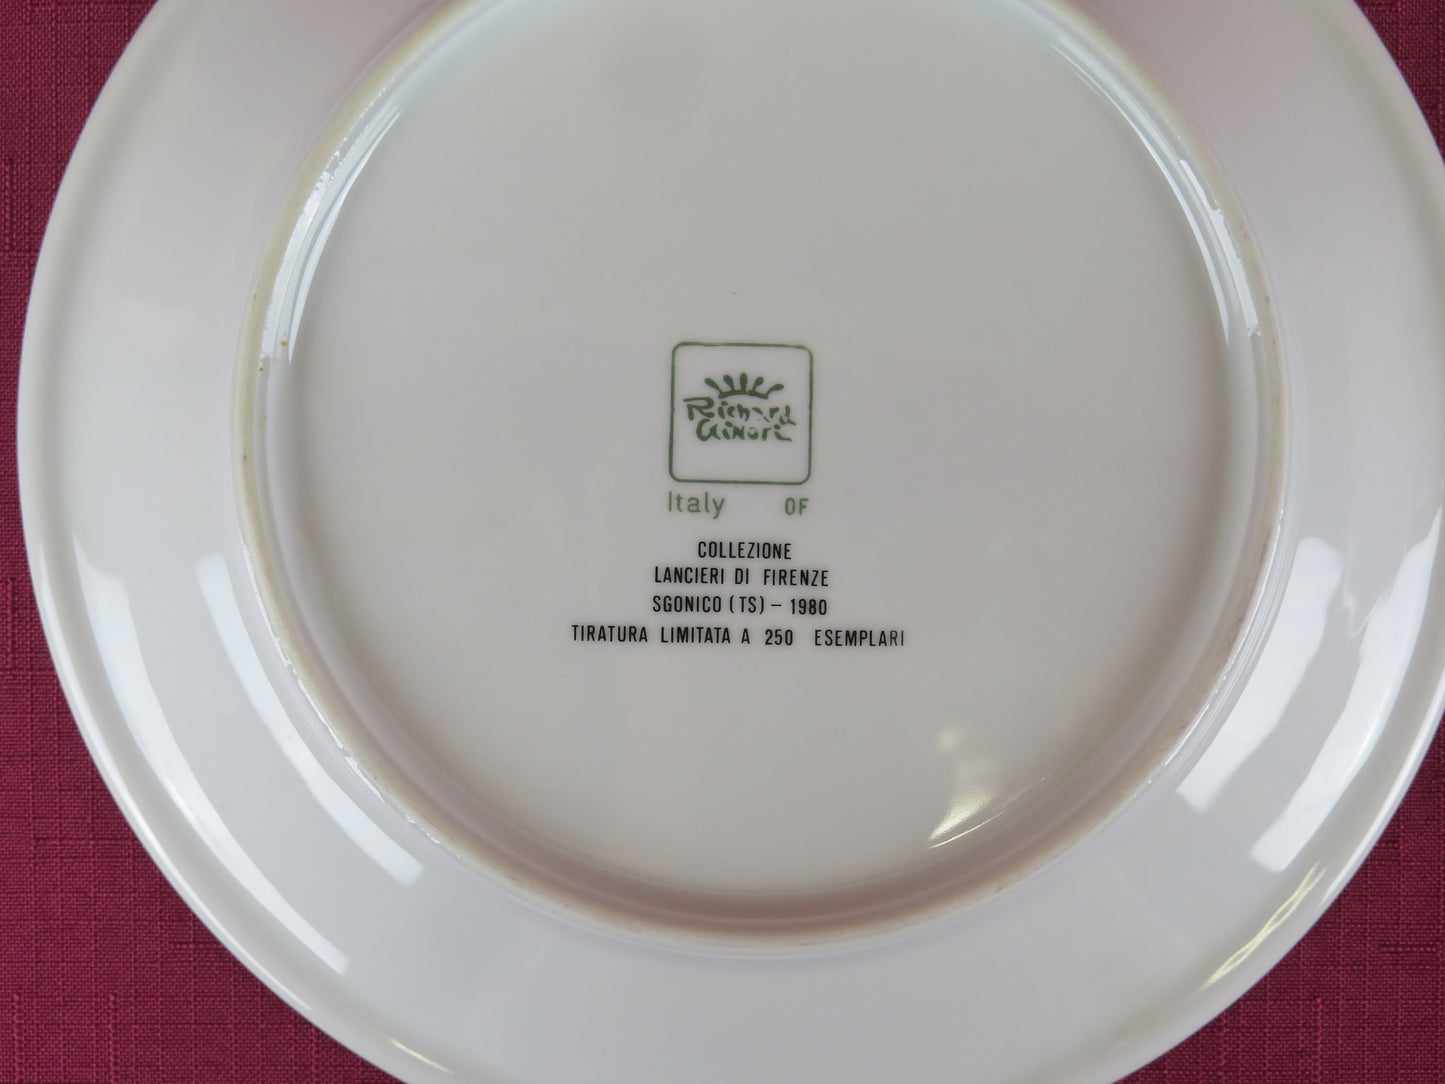 Richard
Ginori
Italy OF
COLLEZIONE
LANCIERI DI FIRENZE
SGONICO (TS) – 1980
TIRATURA LIMITATA A 250 ESEMPLARI